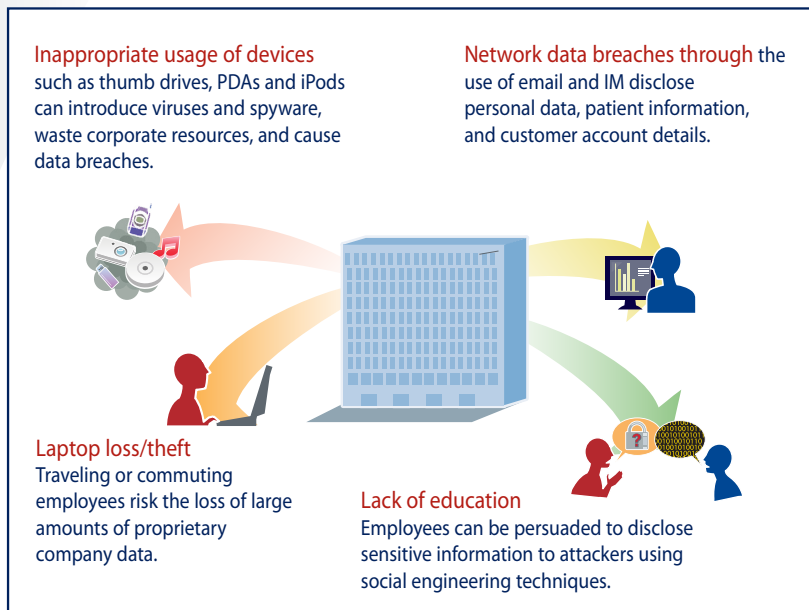 Inappropriate usage of devices
such as thumb drives, PDAs and iPods
can introduce viruses and spyware,
waste corporate resources, and cause
data breaches.
Network data breaches through the
use of email and IM disclose
personal data, patient information,
and customer account details.
Laptop loss/theft
Traveling or commuting
employees risk the loss of large
amounts of proprietary
company data.
?
Lack of education
Employees can be persuaded to disclose
sensitive information to attackers using
social engineering techniques.